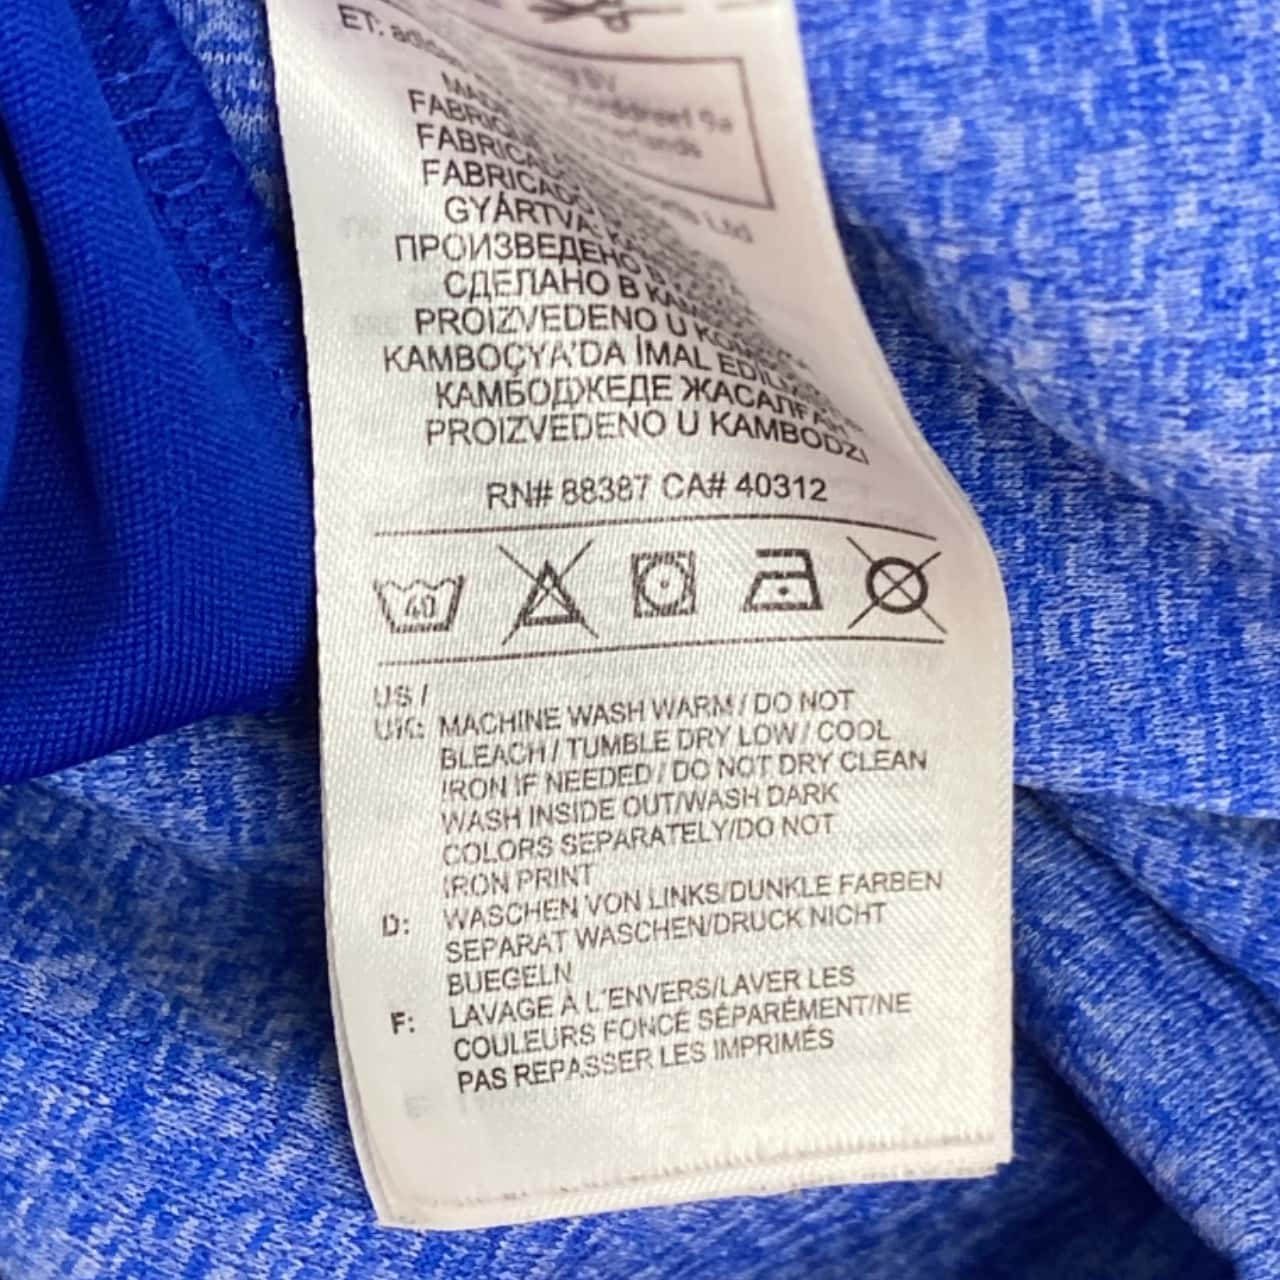 ET:
FABRICADO
GYÁRTVA:
ПРОИЗВЕДЕНО В
СДЕЛАНО В
PROIZVEDENO U
KAMBOÇYA'DA İMAL
КАМБОДЖЕДЕ ЖАСАЛҒАН
PROIZVEDENO U KAMBODZI
RN# 88387 CA# 40312
40
US /
UK: MACHINE WASH WARM / DO NOT
BLEACH / TUMBLE DRY LOW / COOL
IRON IF NEEDED / DO NOT DRY CLEAN
WASH INSIDE OUT/WASH DARK
COLORS SEPARATELY/DO NOT
IRON PRINT
D: WASCHEN VON LINKS/DUNKLE FARBEN
SEPARAT WASCHEN/DRUCK NICHT
BUEGELN
F: LAVAGE À L'ENVERS/LAVER LES
COULEURS FONCÉ SÉPARÉMENT/NE
PAS REPASSER LES IMPRIMÉS